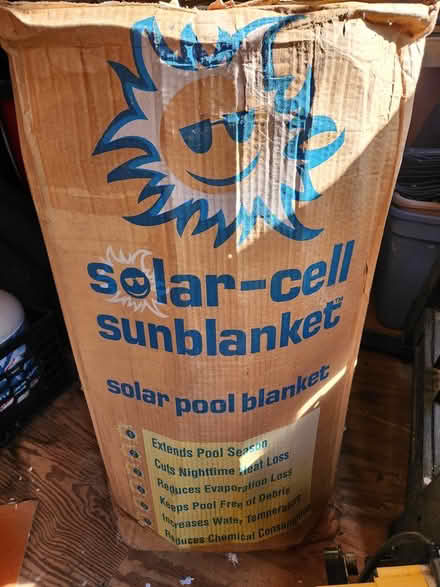 solar-cell
sunblanket™
solar pool blanket
Extends Pool Season
Cuts Nighttime Heat Loss
Reduces Evaporation Loss
Keeps Pool Free of Debris
Increases Water Temperature
Reduces Chemical Consumption